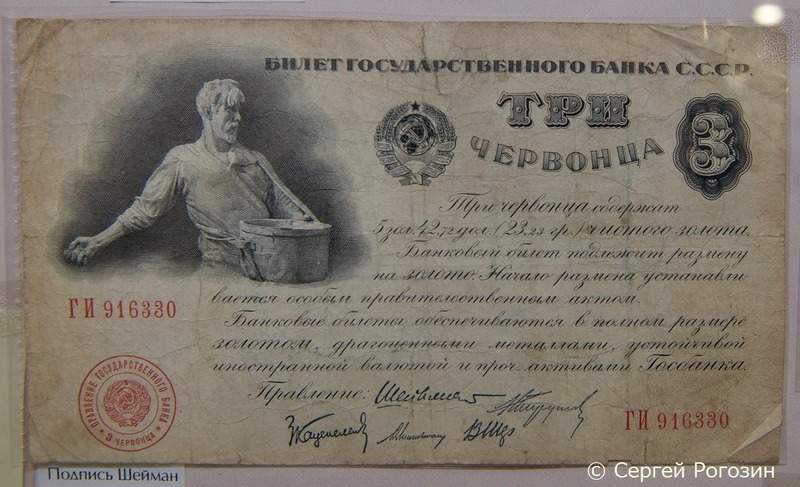 БИЛЕТ ГОСУДАРСТВЕННОГО БАНКА С.С.С.Р.
ТРИ
ЧЕРВОНЦА
3
Три червонца содержат
5 зол. 42,72 дол. (23,23 гр.) чистого золота.
Банковый билет подлежит размену
на золото. Начало размена устанавли
вается особым правительственным актом.
Банковые билеты обеспечиваются в полном размере
золотом, драгоценными металлами, устойчивой
иностранной валютой и проч. активами Госбанка.
Правление:
ГИ 916330
ПРАВЛЕНИЕ ГОСУДАРСТВЕННОГО БАНКА
3 ЧЕРВОНЦА
ГИ 916330
Подпись Шейман
© Сергей Рогозин